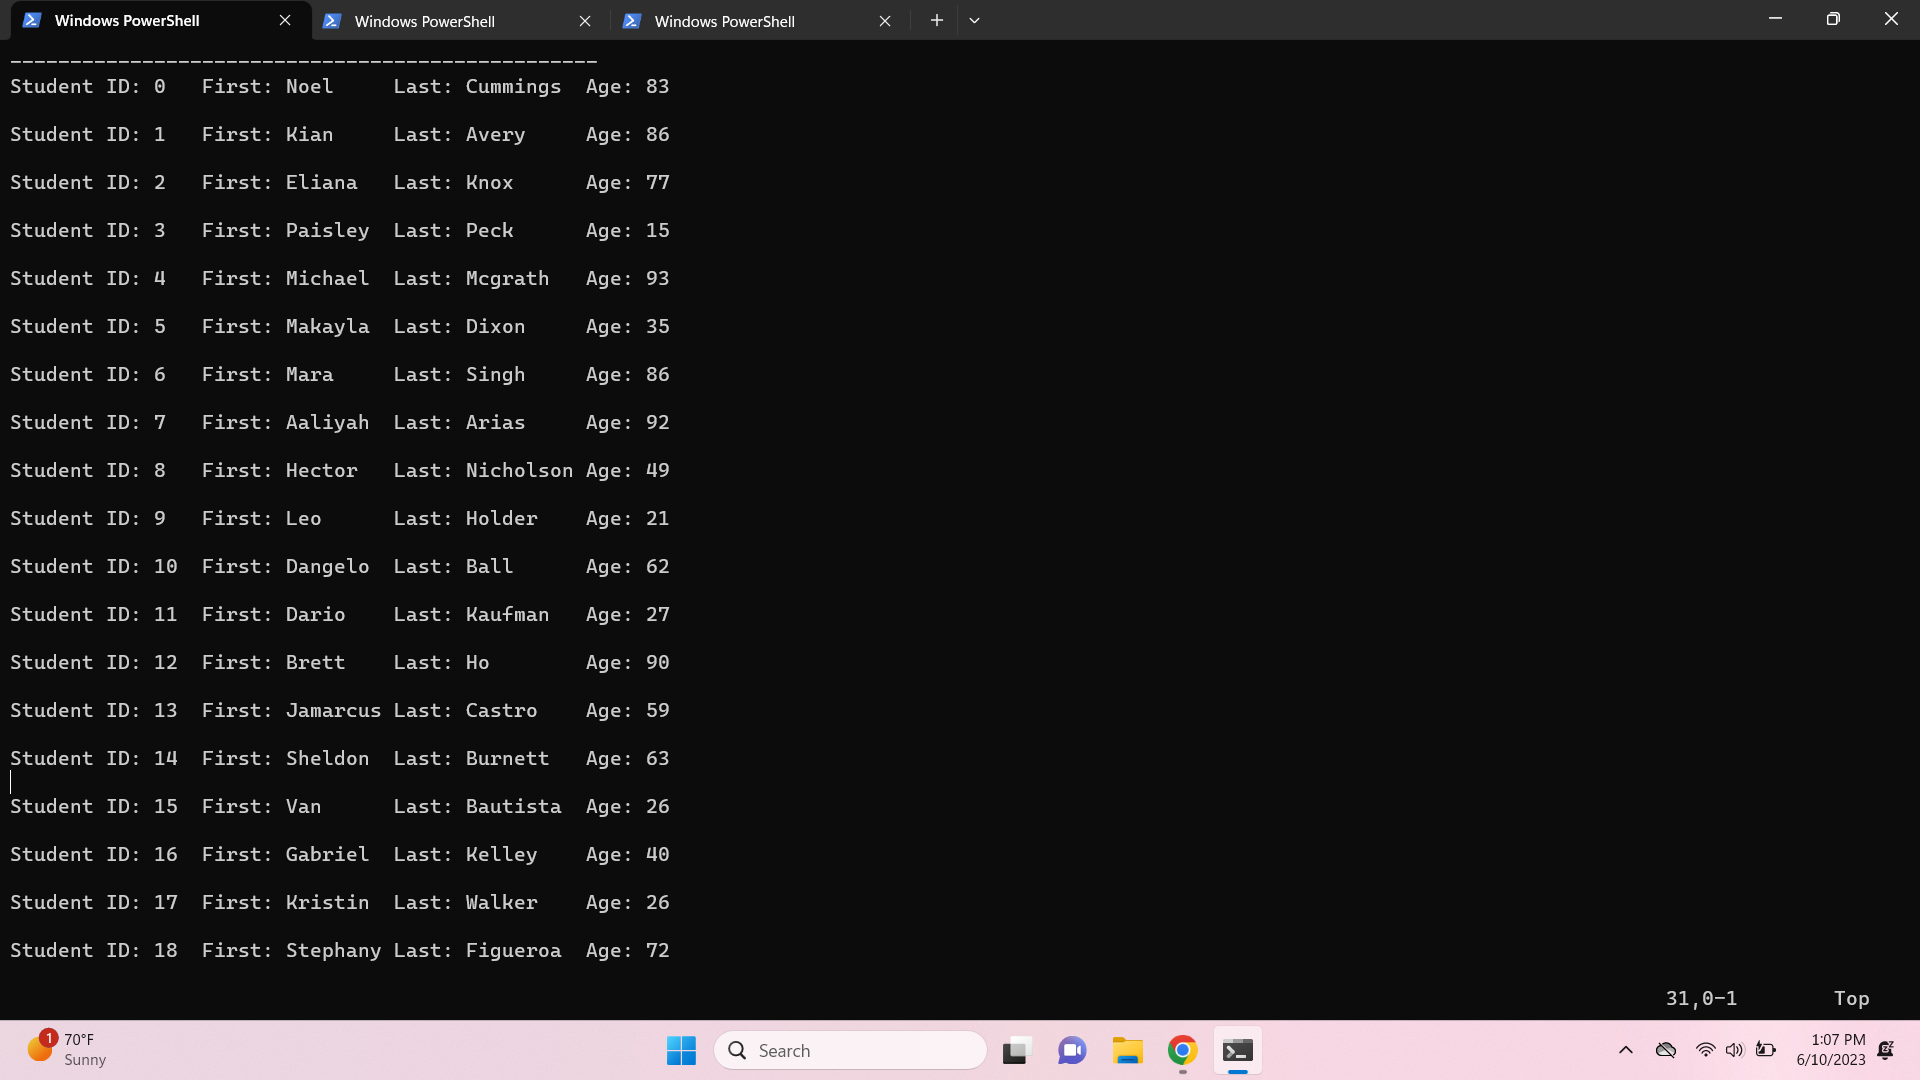 Windows PowerShell Windows PowerShell Windows PowerShell
_________________________________________________
Student ID: 0 First: Noel Last: Cummings Age: 83
Student ID: 1 First: Kian Last: Avery Age: 86
Student ID: 2 First: Eliana Last: Knox Age: 77
Student ID: 3 First: Paisley Last: Peck Age: 15
Student ID: 4 First: Michael Last: Mcgrath Age: 93
Student ID: 5 First: Makayla Last: Dixon Age: 35
Student ID: 6 First: Mara Last: Singh Age: 86
Student ID: 7 First: Aaliyah Last: Arias Age: 92
Student ID: 8 First: Hector Last: Nicholson Age: 49
Student ID: 9 First: Leo Last: Holder Age: 21
Student ID: 10 First: Dangelo Last: Ball Age: 62
Student ID: 11 First: Dario Last: Kaufman Age: 27
Student ID: 12 First: Brett Last: Ho Age: 90
Student ID: 13 First: Jamarcus Last: Castro Age: 59
Student ID: 14 First: Sheldon Last: Burnett Age: 63
Student ID: 15 First: Van Last: Bautista Age: 26
Student ID: 16 First: Gabriel Last: Kelley Age: 40
Student ID: 17 First: Kristin Last: Walker Age: 26
Student ID: 18 First: Stephany Last: Figueroa Age: 72
31,0-1 Top
1 70°F
Sunny
Search
1:07 PM
6/10/2023